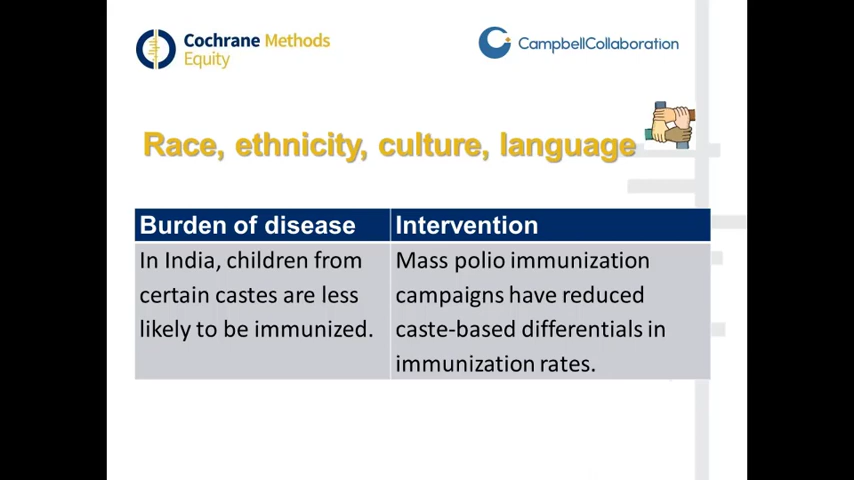 Cochrane Methods
Equity
CampbellCollaboration
Race, ethnicity, culture, language
Burden of disease
In India, children from
certain castes are less
likely to be immunized.
Intervention
Mass polio immunization
campaigns have reduced
caste-based differentials in
immunization rates.